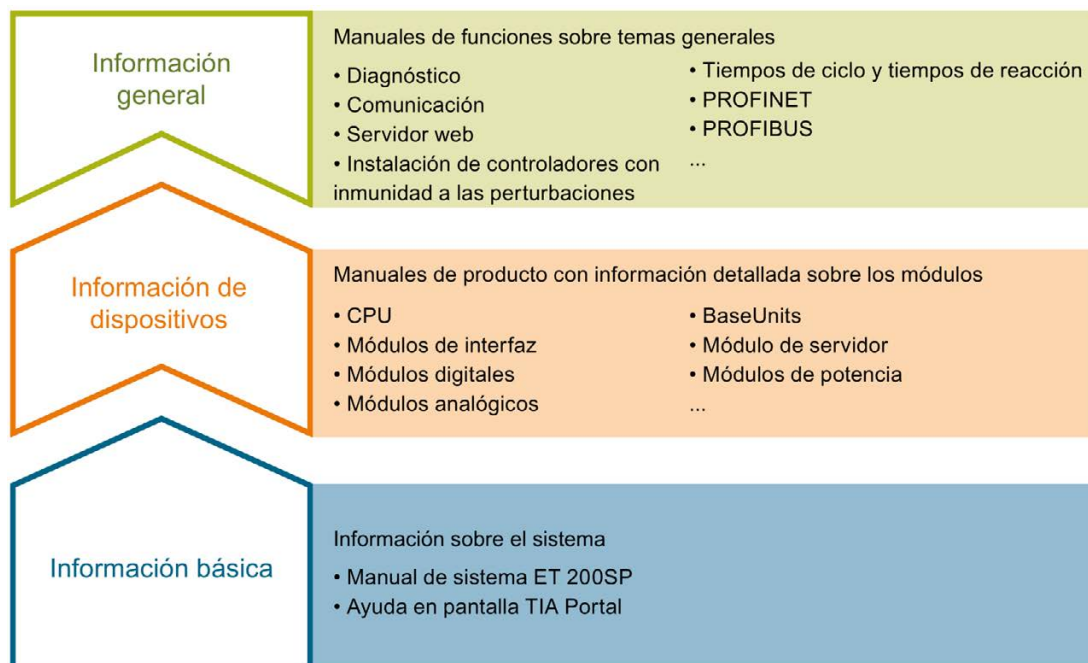 Información
general
Manuales de funciones sobre temas generales
• Diagnóstico
• Comunicación
• Servidor web
• Instalación de controladores con
inmunidad a las perturbaciones
• Tiempos de ciclo y tiempos de reacción
• PROFINET
• PROFIBUS
...
Información de
dispositivos
Manuales de producto con información detallada sobre los módulos
• CPU
• Módulos de interfaz
• Módulos digitales
• Módulos analógicos
• BaseUnits
• Módulo de servidor
• Módulos de potencia
...
Información básica
Información sobre el sistema
• Manual de sistema ET 200SP
• Ayuda en pantalla TIA Portal